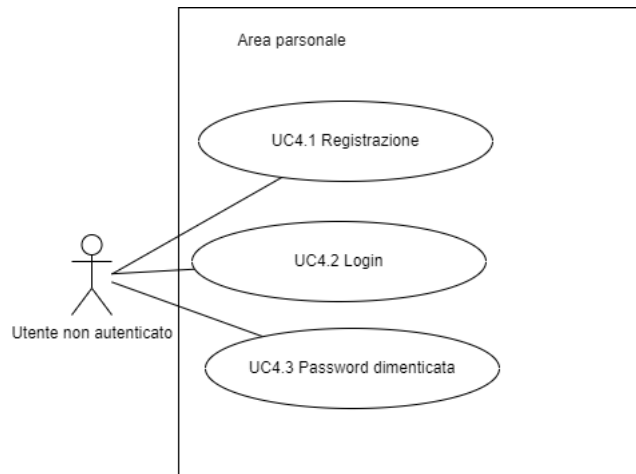 Area parsonale
UC4.1 Registrazione
UC4.2 Login
Utente non autenticato
UC4.3 Password dimenticata